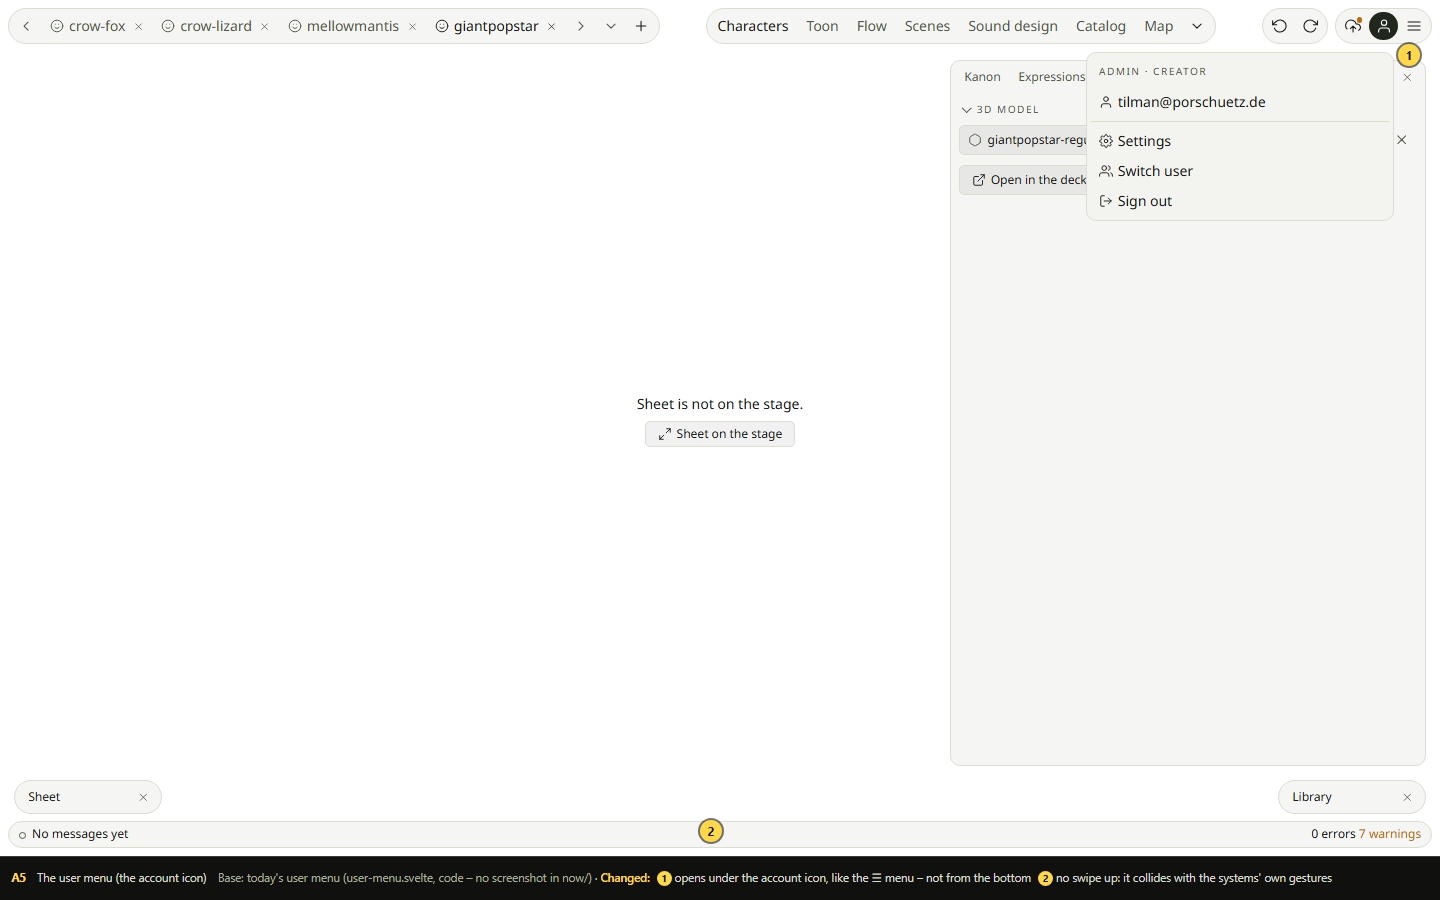 crow-fox crow-lizard mellowmantis giantpopstar Characters Toon Flow Scenes Sound design Catalog Map
1
ADMIN · CREATOR
Kanon Expressions
tilman@porschuetz.de
3D MODEL
giantpopstar-regu
Settings
Switch user
Open in the deck
Sign out
Sheet is not on the stage.
Sheet on the stage
Sheet Library
No messages yet 2 0 errors 7 warnings
A5 The user menu (the account icon) Base: today's user menu (user-menu.svelte, code – no screenshot in now/) · Changed: 1 opens under the account icon, like the ☰ menu – not from the bottom 2 no swipe up: it collides with the systems' own gestures